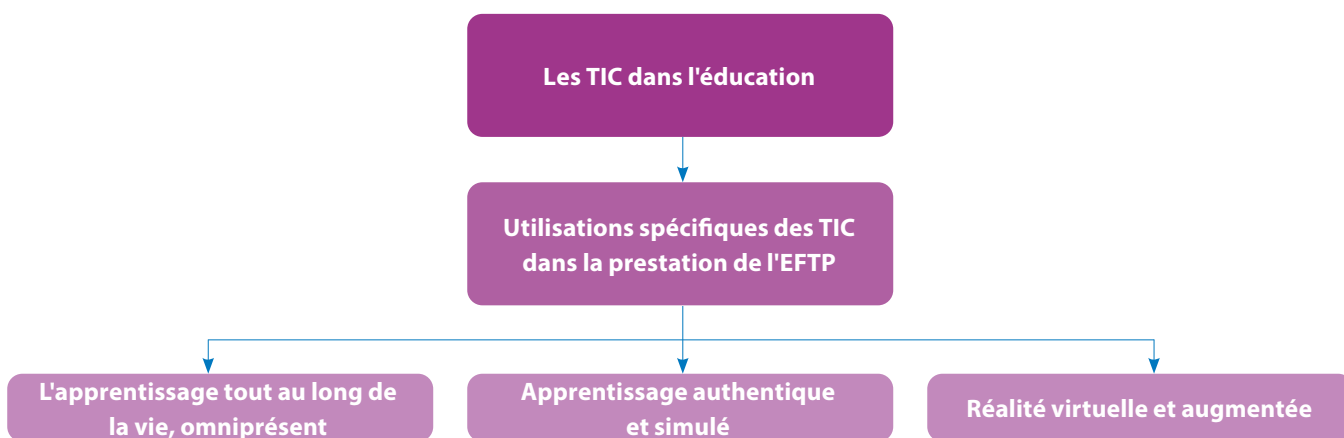 Les TIC dans l'éducation
Utilisations spécifiques des TIC
dans la prestation de l'EFTP
L'apprentissage tout au long de
la vie, omniprésent
Apprentissage authentique
et simulé
Réalité virtuelle et augmentée